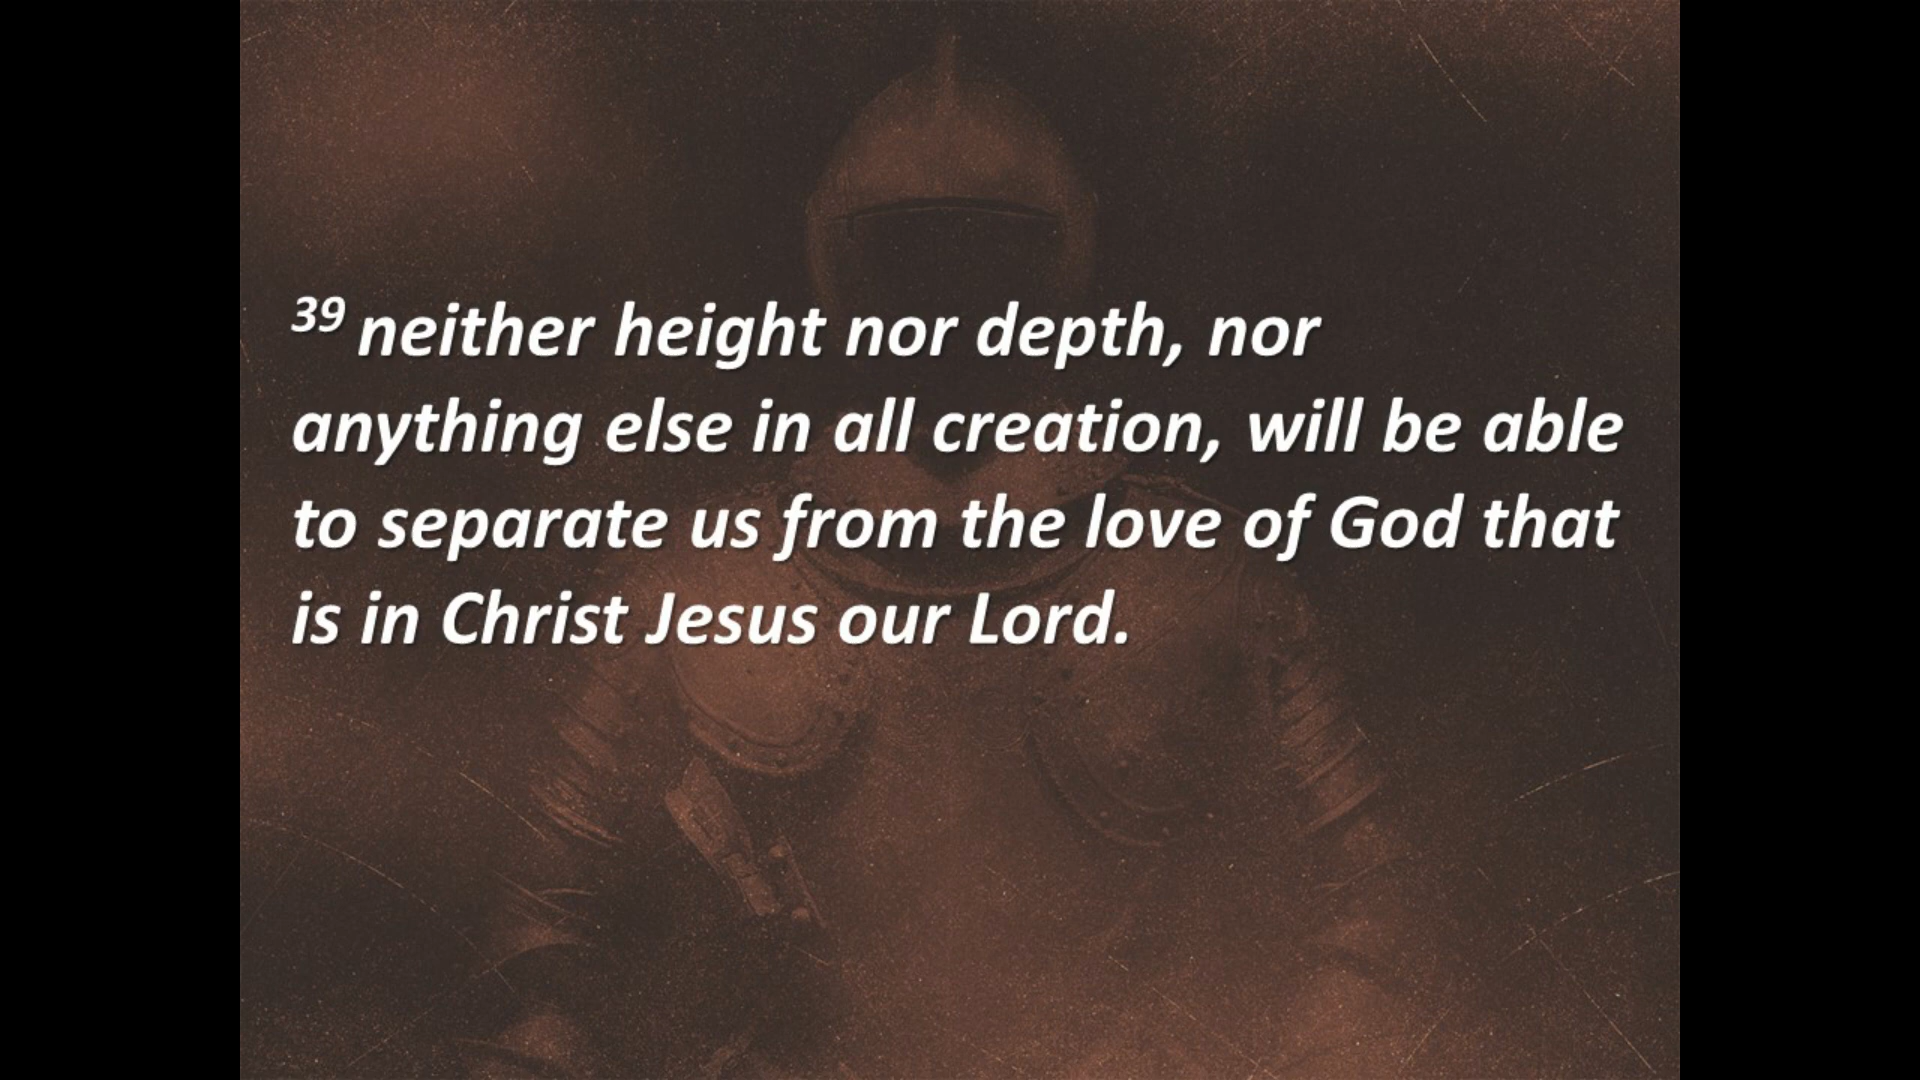 39 neither height nor depth, nor
anything else in all creation, will be able
to separate us from the love of God that
is in Christ Jesus our Lord.